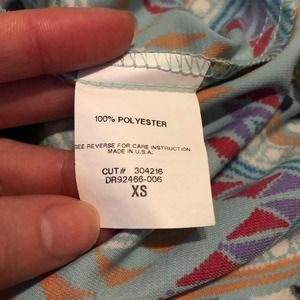 100% POLYESTER
SEE REVERSE FOR CARE INSTRUCTION
MADE IN U.S.A.
CUT# 304216
DR92466-006
XS